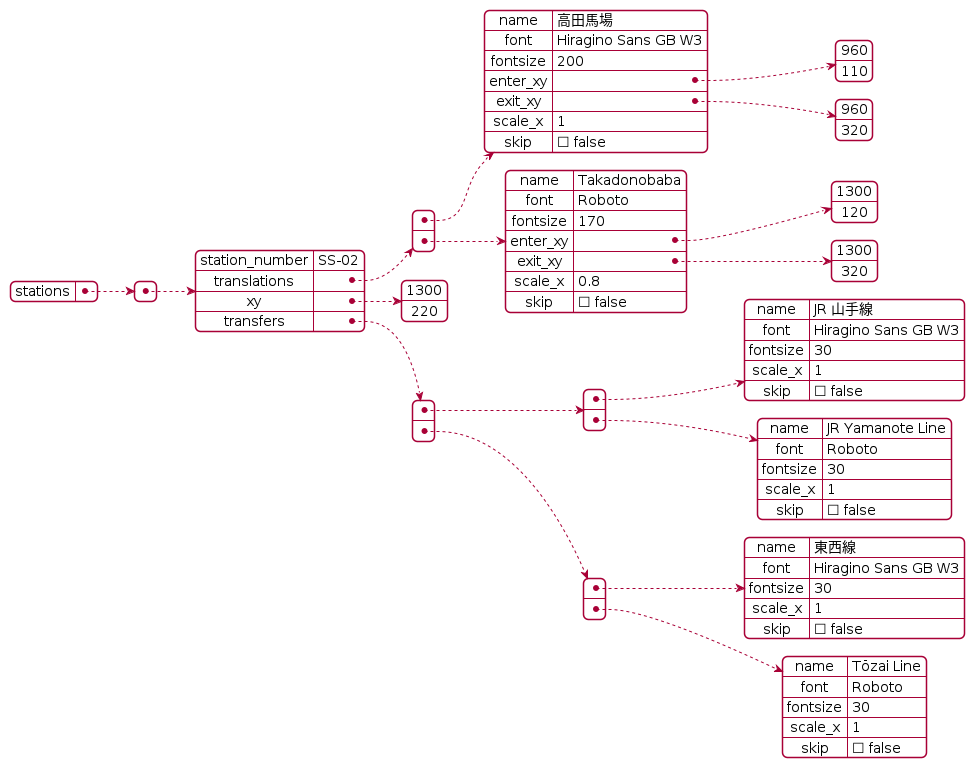 stations
station_number SS-02
translations
xy
transfers
name 高田馬場
font Hiragino Sans GB W3
fontsize 200
enter_xy
exit_xy
scale_x 1
skip ☐ false
960
110
960
320
name Takadonobaba
font Roboto
fontsize 170
enter_xy
exit_xy
scale_x 0.8
skip ☐ false
1300
120
1300
320
1300
220
name JR 山手線
font Hiragino Sans GB W3
fontsize 30
scale_x 1
skip ☐ false
name JR Yamanote Line
font Roboto
fontsize 30
scale_x 1
skip ☐ false
name 東西線
font Hiragino Sans GB W3
fontsize 30
scale_x 1
skip ☐ false
name Tōzai Line
font Roboto
fontsize 30
scale_x 1
skip ☐ false